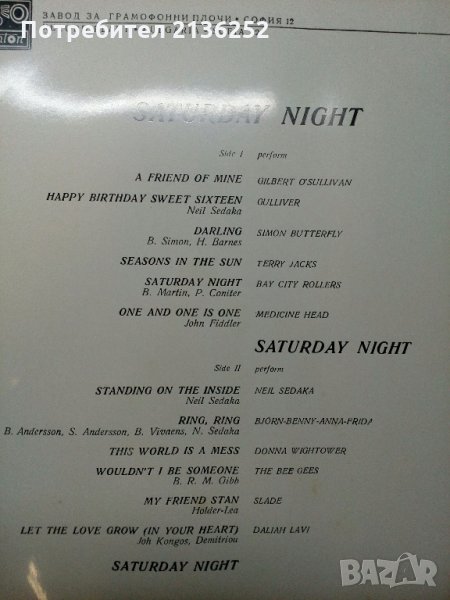 ЗАВОД ЗА ГРАМОФОННИ ПЛОЧИ • СОФИЯ 12
Потребител 2136252
SATURDAY NIGHT
Side I perform
A FRIEND OF MINE GILBERT O'SULLIVAN
HAPPY BIRTHDAY SWEET SIXTEEN GULLIVER
Neil Sedaka
DARLING SIMON BUTTERFLY
B. Simon, H. Barnes
SEASONS IN THE SUN TERRY JACKS
SATURDAY NIGHT BAY CITY ROLLERS
B. Martin, P. Coniter
ONE AND ONE IS ONE MEDICINE HEAD
John Fiddler
SATURDAY NIGHT
Side II perform
STANDING ON THE INSIDE NEIL SEDAKA
Neil Sedaka
RING, RING BJÖRN-BENNY-ANNA-FRIDA
B. Andersson, S. Andersson, B. Vivaens, N. Sedaka
THIS WORLD IS A MESS DONNA WIGHTOWER
WOULDN'T I BE SOMEONE THE BEE GEES
B. R. M. Gibb
MY FRIEND STAN SLADE
Holder-Lea
LET THE LOVE GROW (IN YOUR HEART) DALIAH LAVI
Joh Kongos, Demitriou
SATURDAY NIGHT
BAZAR